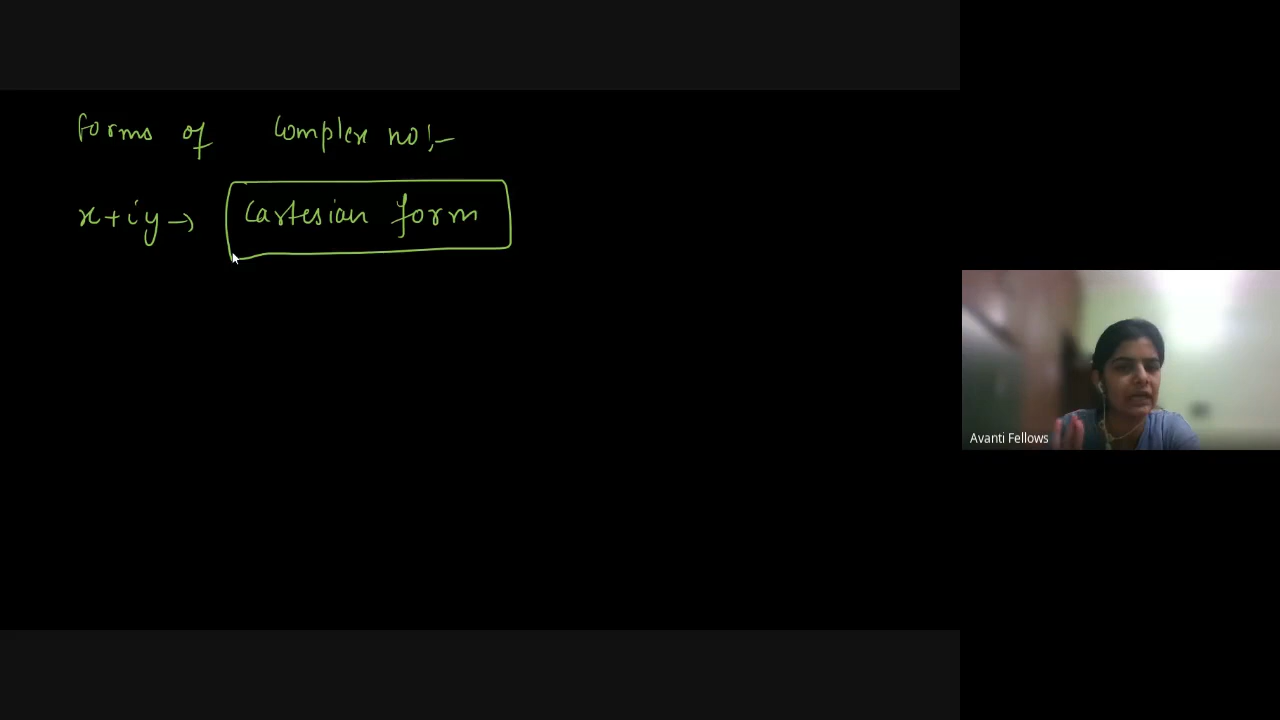 Forms of Complex no:-
x+iy→ Cartesian form
Avanti Fellows